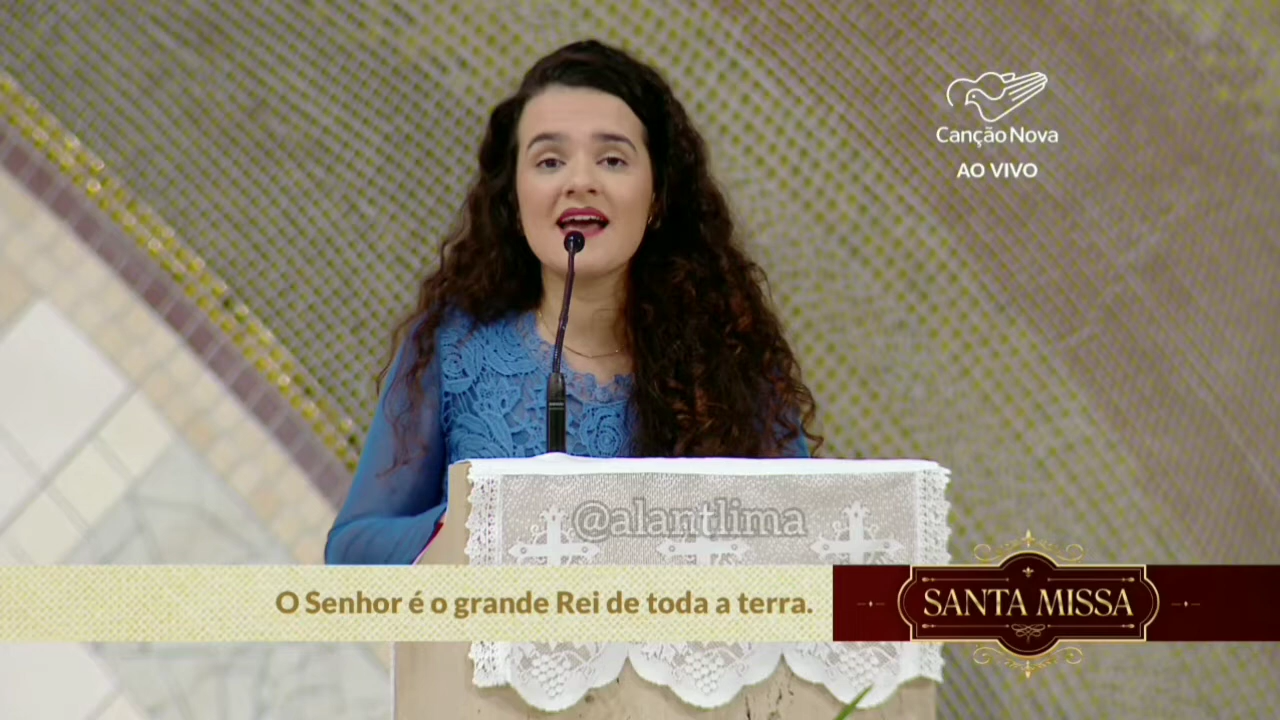 Canção Nova
AO VIVO
@alantlima
O Senhor é o grande Rei de toda a terra.
SANTA MISSA